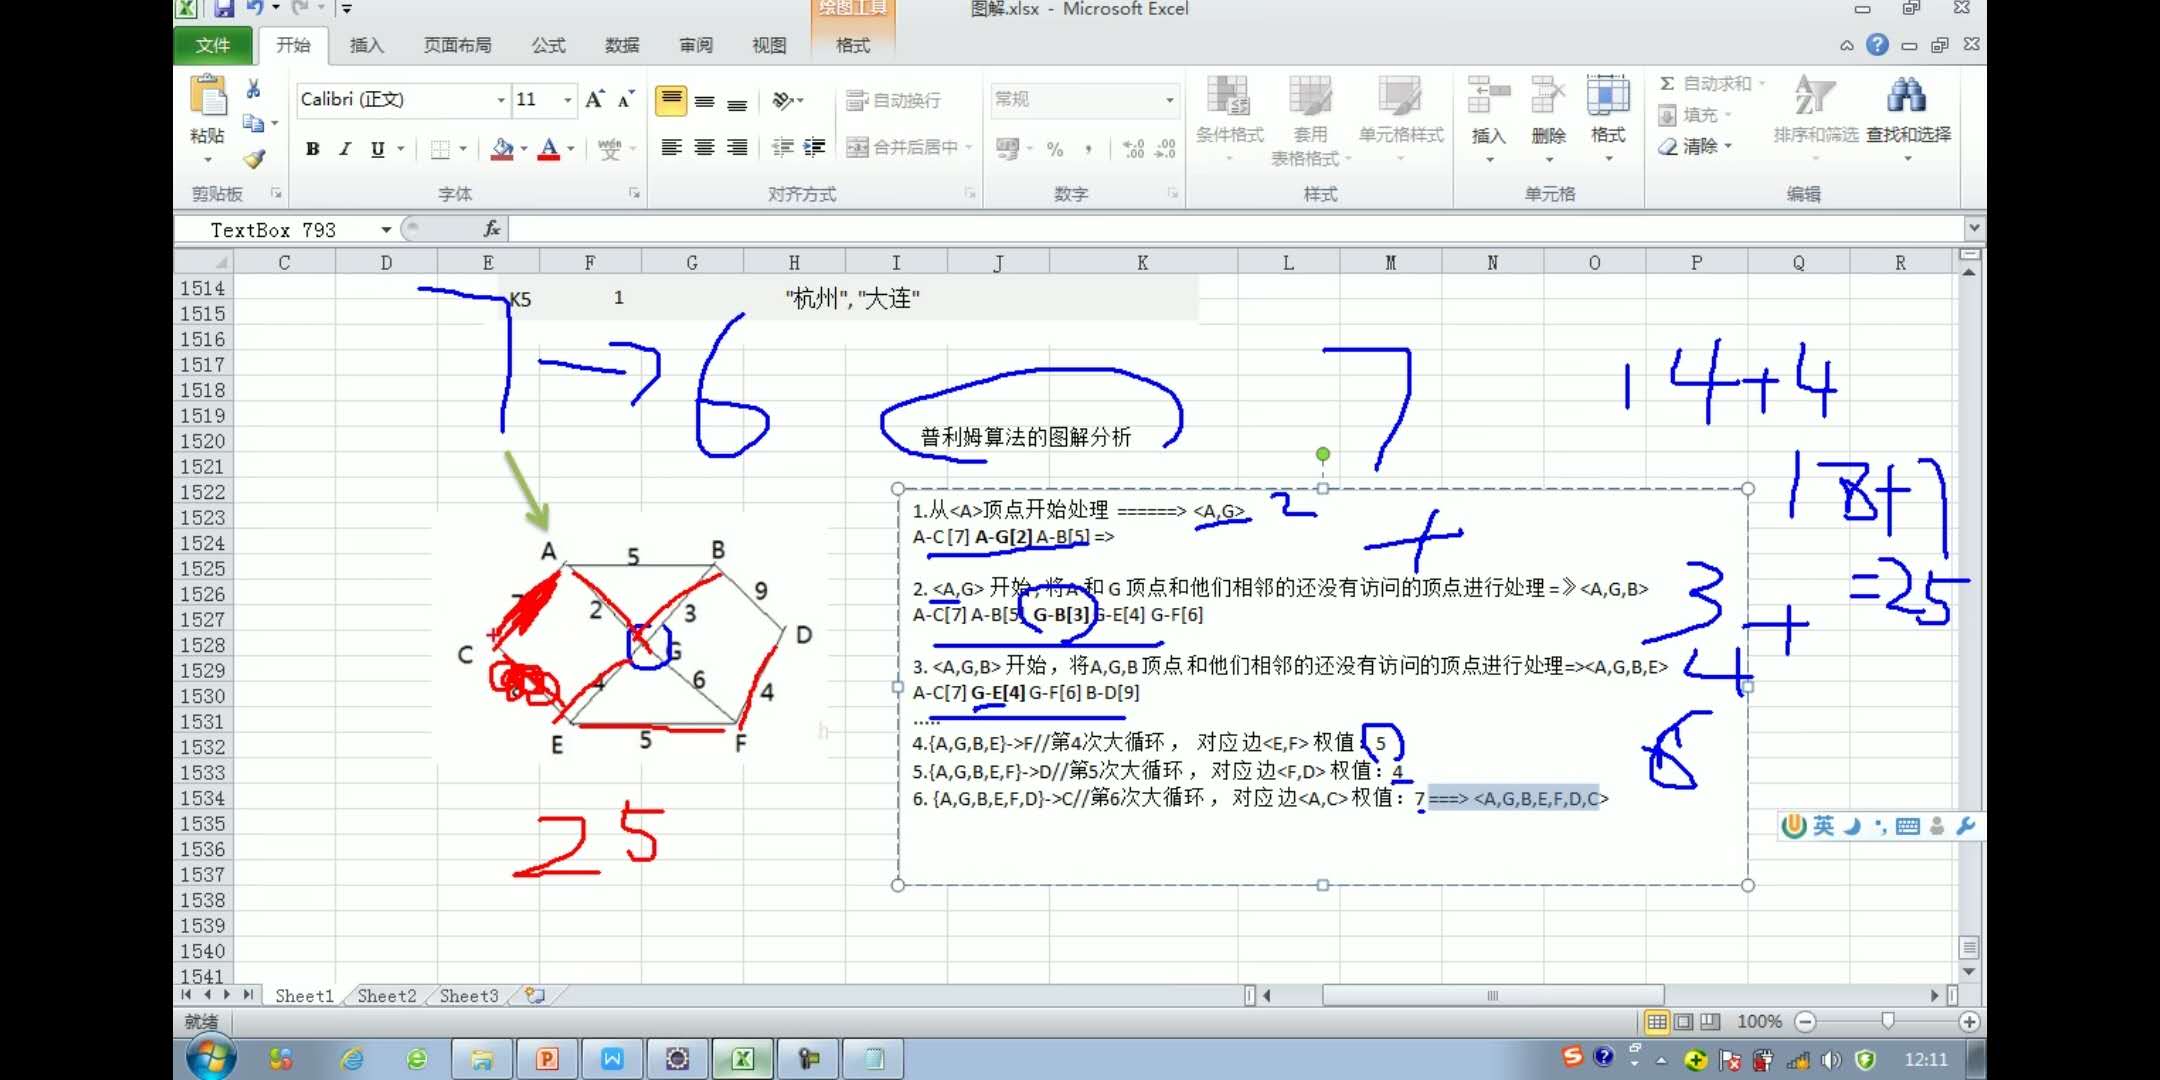 绘图工具
图解.xlsx - Microsoft Excel
文件 开始 插入 页面布局 公式 数据 审阅 视图 格式
Calibri (正文) 11 自动换行 常规
粘贴 B I U 合并后居中 % 条件格式 套用表格格式 单元格样式 插入 删除 格式 Σ 自动求和 填充 清除 排序和筛选 查找和选择
剪贴板 字体 对齐方式 数字 样式 单元格 编辑
TextBox 793 fx
C D E F G H I J K L M N O P Q R
1514
1515
1516
1517
1518
1519
1520
1521
1522
1523
1524
1525
1526
1527
1528
1529
1530
1531
1532
1533
1534
1535
1536
1537
1538
1539
1540
1541
K5 1 "杭州", "大连"
7 → 6
7
14+4
18+7
=25
普利姆算法的图解分析
1.从<A>顶点开始处理 ======> <A,G> 2
A-C [7] A-G[2] A-B[5] =>
+
2. <A,G> 开始 , 将A 和 G 顶点和他们相邻的还没有访问的顶点进行处理 =》<A,G,B>
A-C[7] A-B[5] G-B[3] G-E[4] G-F[6]
3 +
3. <A,G,B> 开始，将A,G,B 顶点 和他们相邻的还没有访问的顶点进行处理=><A,G,B,E>
A-C[7] G-E[4] G-F[6] B-D[9]
4
.....
4.{A,G,B,E}->F//第4次大循环 ， 对应 边<E,F> 权值：5
5.{A,G,B,E,F}->D//第5次大循环 ，对应边<F,D> 权值：4
6. {A,G,B,E,F,D}->C//第6次大循环 ，对应边<A,C> 权值：7 ===> <A,G,B,E,F,D,C>
A 5 B
2 3 9
D
C G
4 6 4
E 5 F
25
英
Sheet1 Sheet2 Sheet3
就绪 100%
12:11